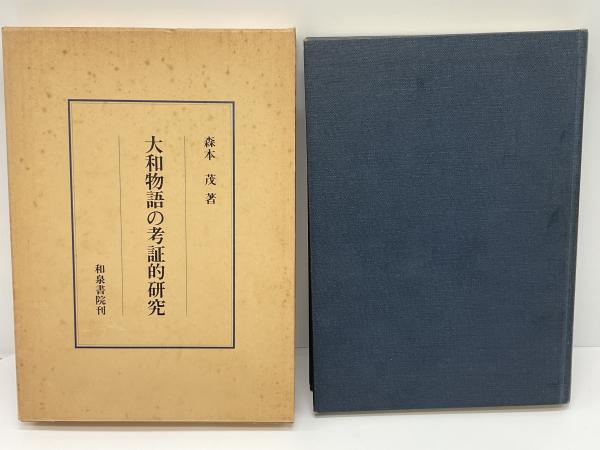 森本 茂 著
大和物語の考証的研究
和泉書院刊